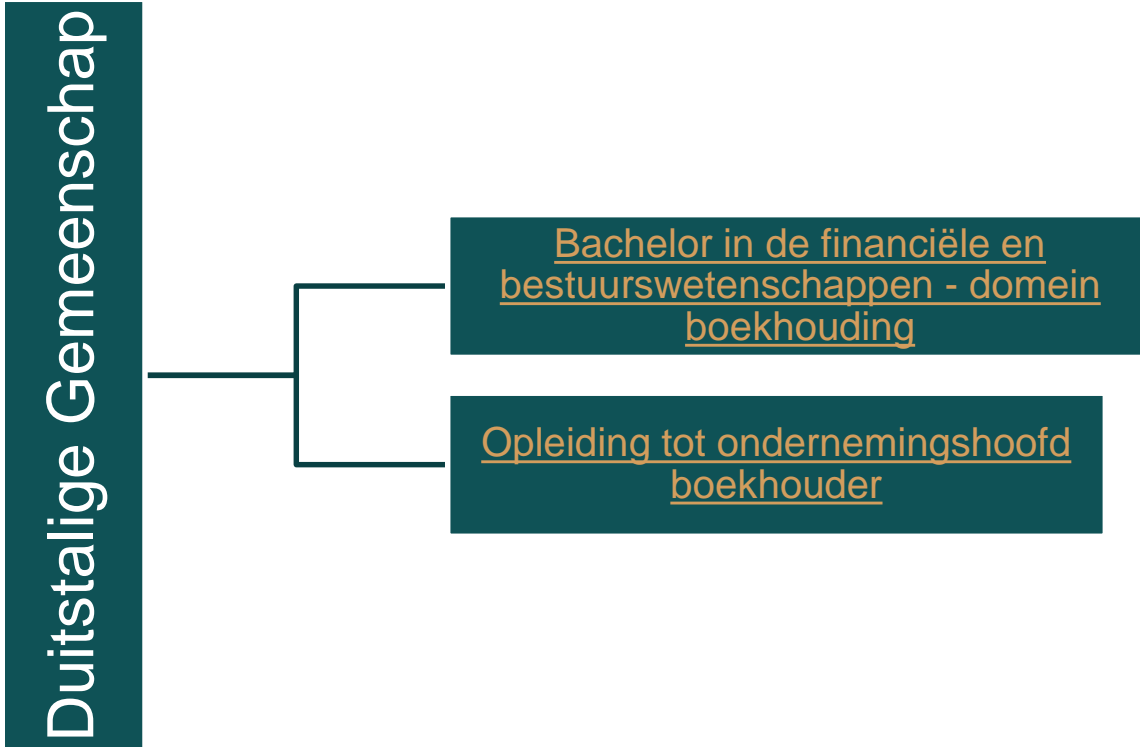 Duitstalige Gemeenschap
Bachelor in de financiële en
bestuurswetenschappen - domein
boekhouding
Opleiding tot ondernemingshoofd
boekhouder